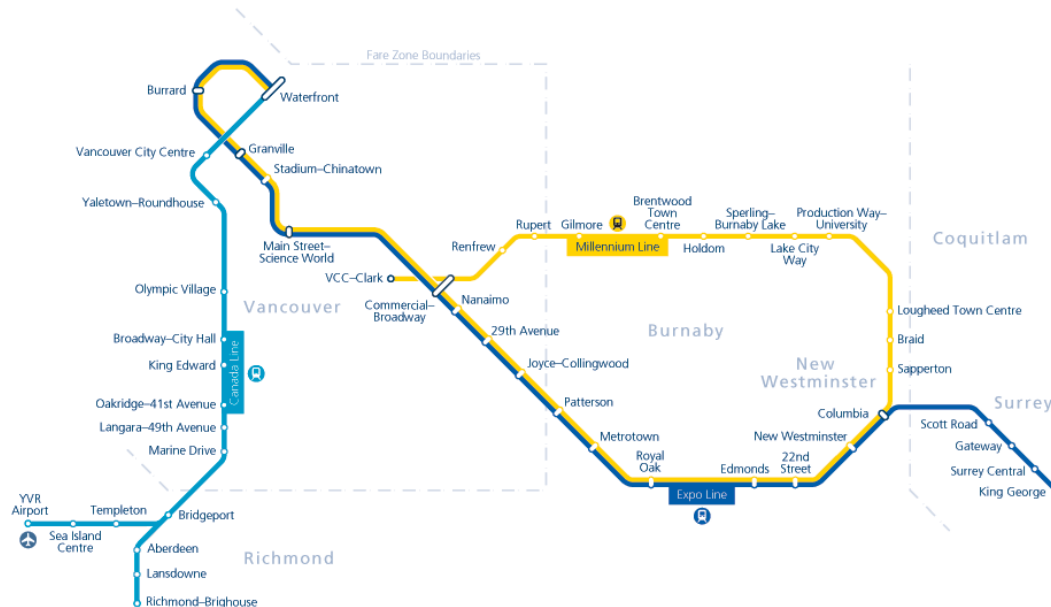 Fare Zone Boundaries
Burrard
Waterfront
Vancouver City Centre
Granville
Stadium–Chinatown
Yaletown–Roundhouse
Main Street–
Science World
VCC–Clark
Commercial–
Broadway
Renfrew
Rupert
Gilmore
Millennium Line
Brentwood
Town
Centre
Holdom
Sperling–
Burnaby Lake
Lake City
Way
Production Way–
University
Coquitlam
Olympic Village
Vancouver
Nanaimo
29th Avenue
Burnaby
Lougheed Town Centre
Broadway–City Hall
Braid
King Edward
Canada Line
Joyce–Collingwood
Sapperton
New
Westminster
Oakridge–41st Avenue
Patterson
Columbia
Surrey
Langara–49th Avenue
Scott Road
Marine Drive
Metrotown
New Westminster
Gateway
Royal
Oak
Edmonds
22nd
Street
Surrey Central
King George
Expo Line
YVR
Airport
Sea Island
Centre
Templeton
Bridgeport
Aberdeen
Richmond
Lansdowne
Richmond–Brighouse